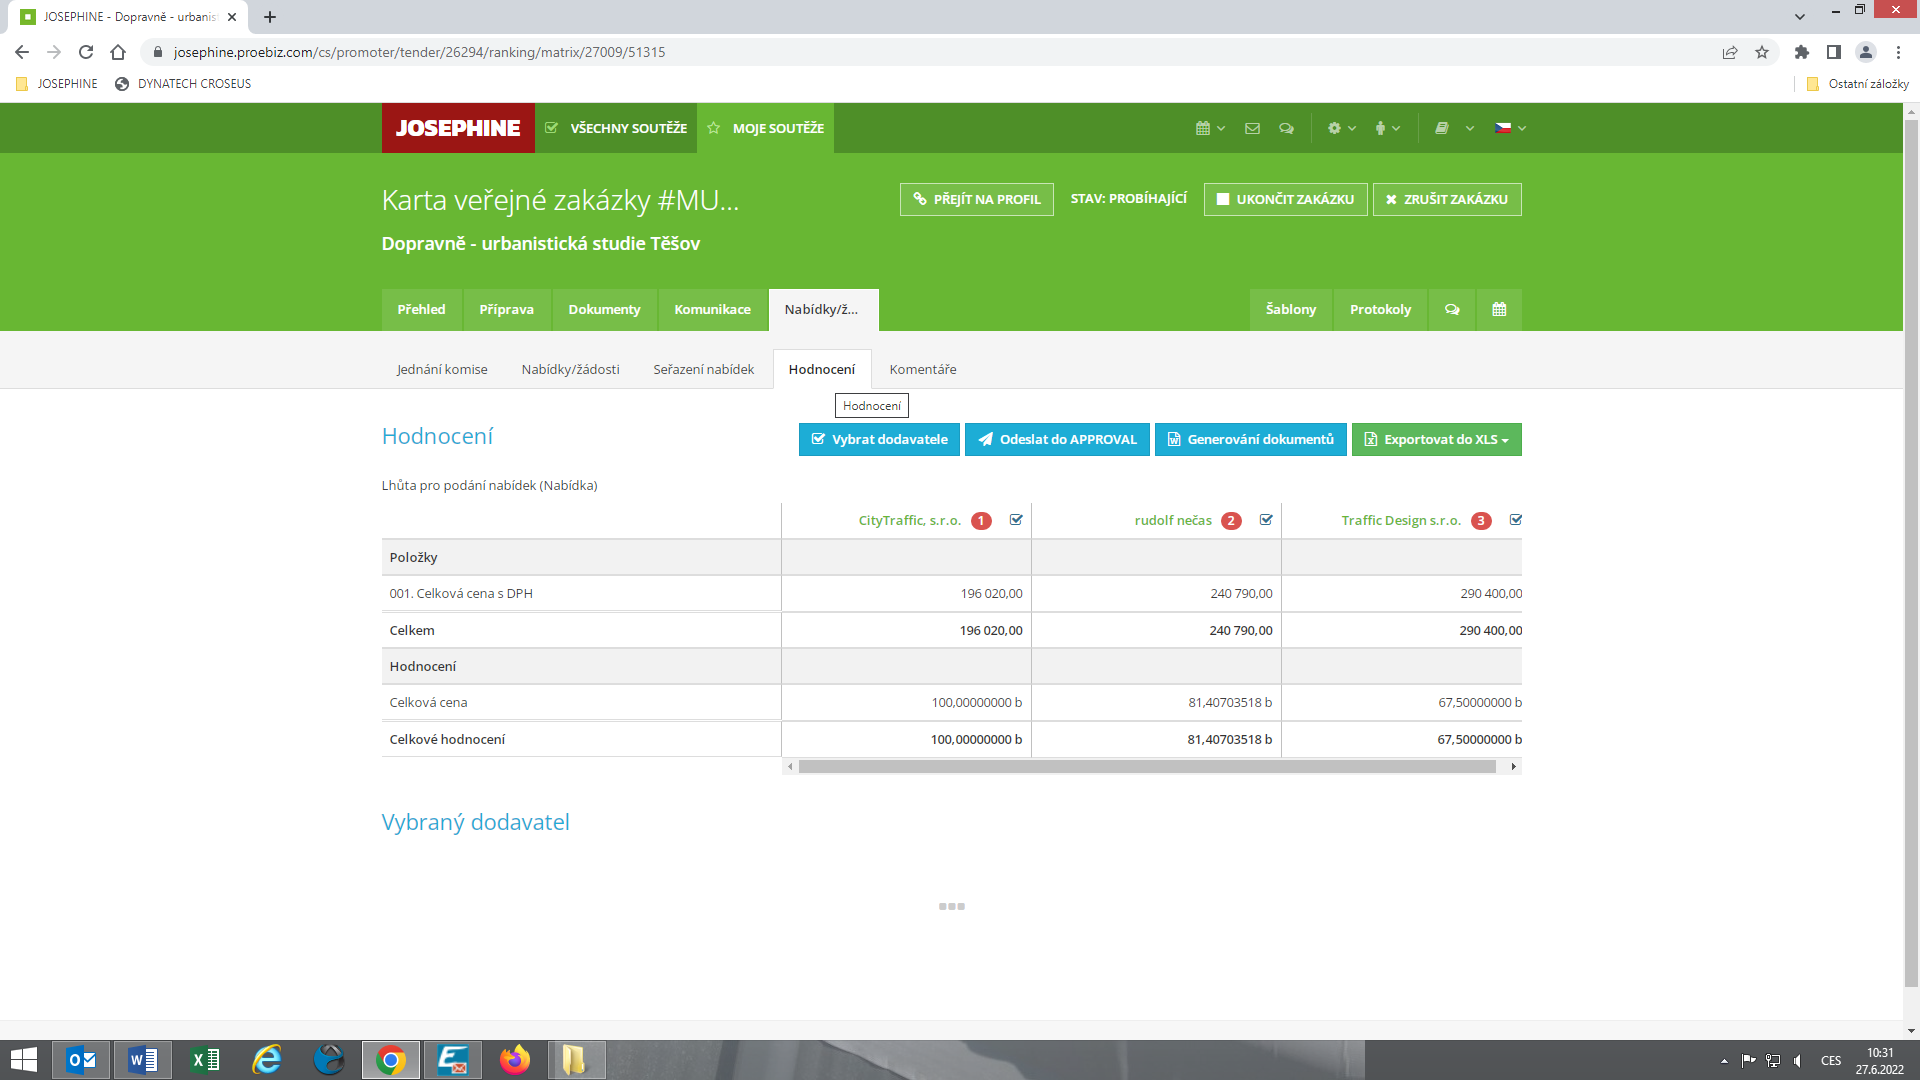 JOSEPHINE - Dopravně - urbanis
josephine.proebiz.com/cs/promoter/tender/26294/ranking/matrix/27009/51315
JOSEPHINE DYNATECH CROSEUS Ostatní záložky
JOSEPHINE VŠECHNY SOUTĚŽE MOJE SOUTĚŽE
Karta veřejné zakázky #MU... PŘEJÍT NA PROFIL STAV: PROBÍHAJÍCÍ UKONČIT ZAKÁZKU ZRUŠIT ZAKÁZKU
Dopravně - urbanistická studie Těšov
Přehled Příprava Dokumenty Komunikace Nabídky/ž... Šablony Protokoly
Jednání komise Nabídky/žádosti Seřazení nabídek Hodnocení Komentáře
Hodnocení
Hodnocení Vybrat dodavatele Odeslat do APPROVAL Generování dokumentů Exportovat do XLS
Lhůta pro podání nabídek (Nabídka)
CityTraffic, s.r.o. 1 rudolf nečas 2 Traffic Design s.r.o. 3
Položky
001. Celková cena s DPH 196 020,00 240 790,00 290 400,00
Celkem 196 020,00 240 790,00 290 400,00
Hodnocení
Celková cena 100,00000000 b 81,40703518 b 67,50000000 b
Celkové hodnocení 100,00000000 b 81,40703518 b 67,50000000 b
Vybraný dodavatel
CES 10:31
27.6.2022